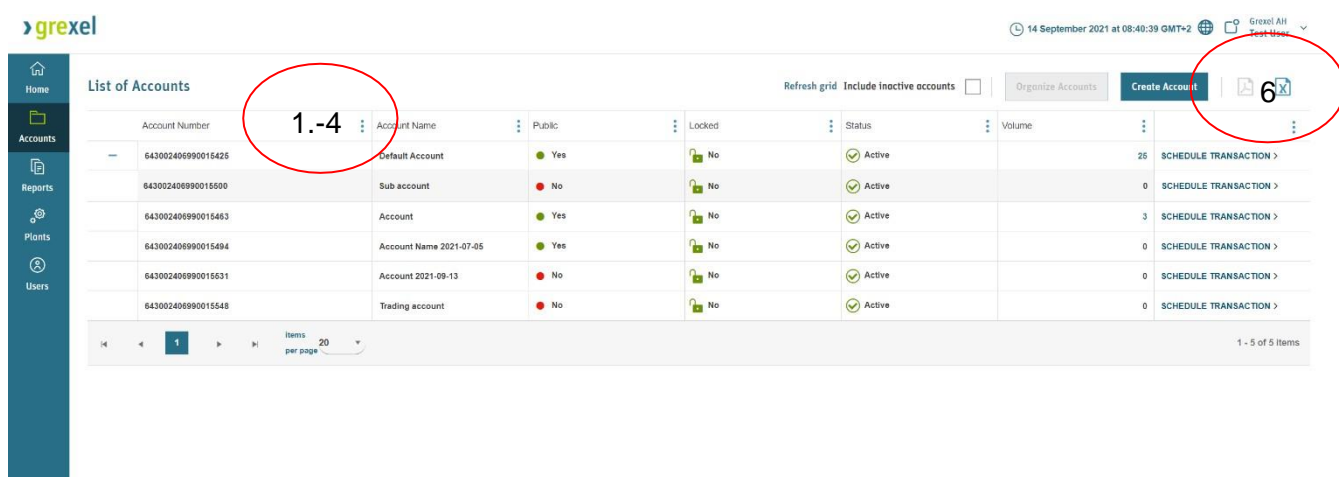 grexel
14 September 2021 at 08:40:39 GMT+2
Grexel AH
Test User
Home
Accounts
Reports
Plants
Users
List of Accounts
Refresh grid Include inactive accounts
Organize Accounts
Create Account
6
1.-4
Account Number Account Name Public Locked Status Volume
643002406990015425 Default Account Yes No Active 25 SCHEDULE TRANSACTION >
643002406990015500 Sub account No No Active 0 SCHEDULE TRANSACTION >
643002406990015463 Account Yes No Active 3 SCHEDULE TRANSACTION >
643002406990015494 Account Name 2021-07-05 Yes No Active 0 SCHEDULE TRANSACTION >
643002406990015531 Account 2021-09-13 No No Active 0 SCHEDULE TRANSACTION >
643002406990015548 Trading account No No Active 0 SCHEDULE TRANSACTION >
1
items
per page 20
1 - 5 of 5 items